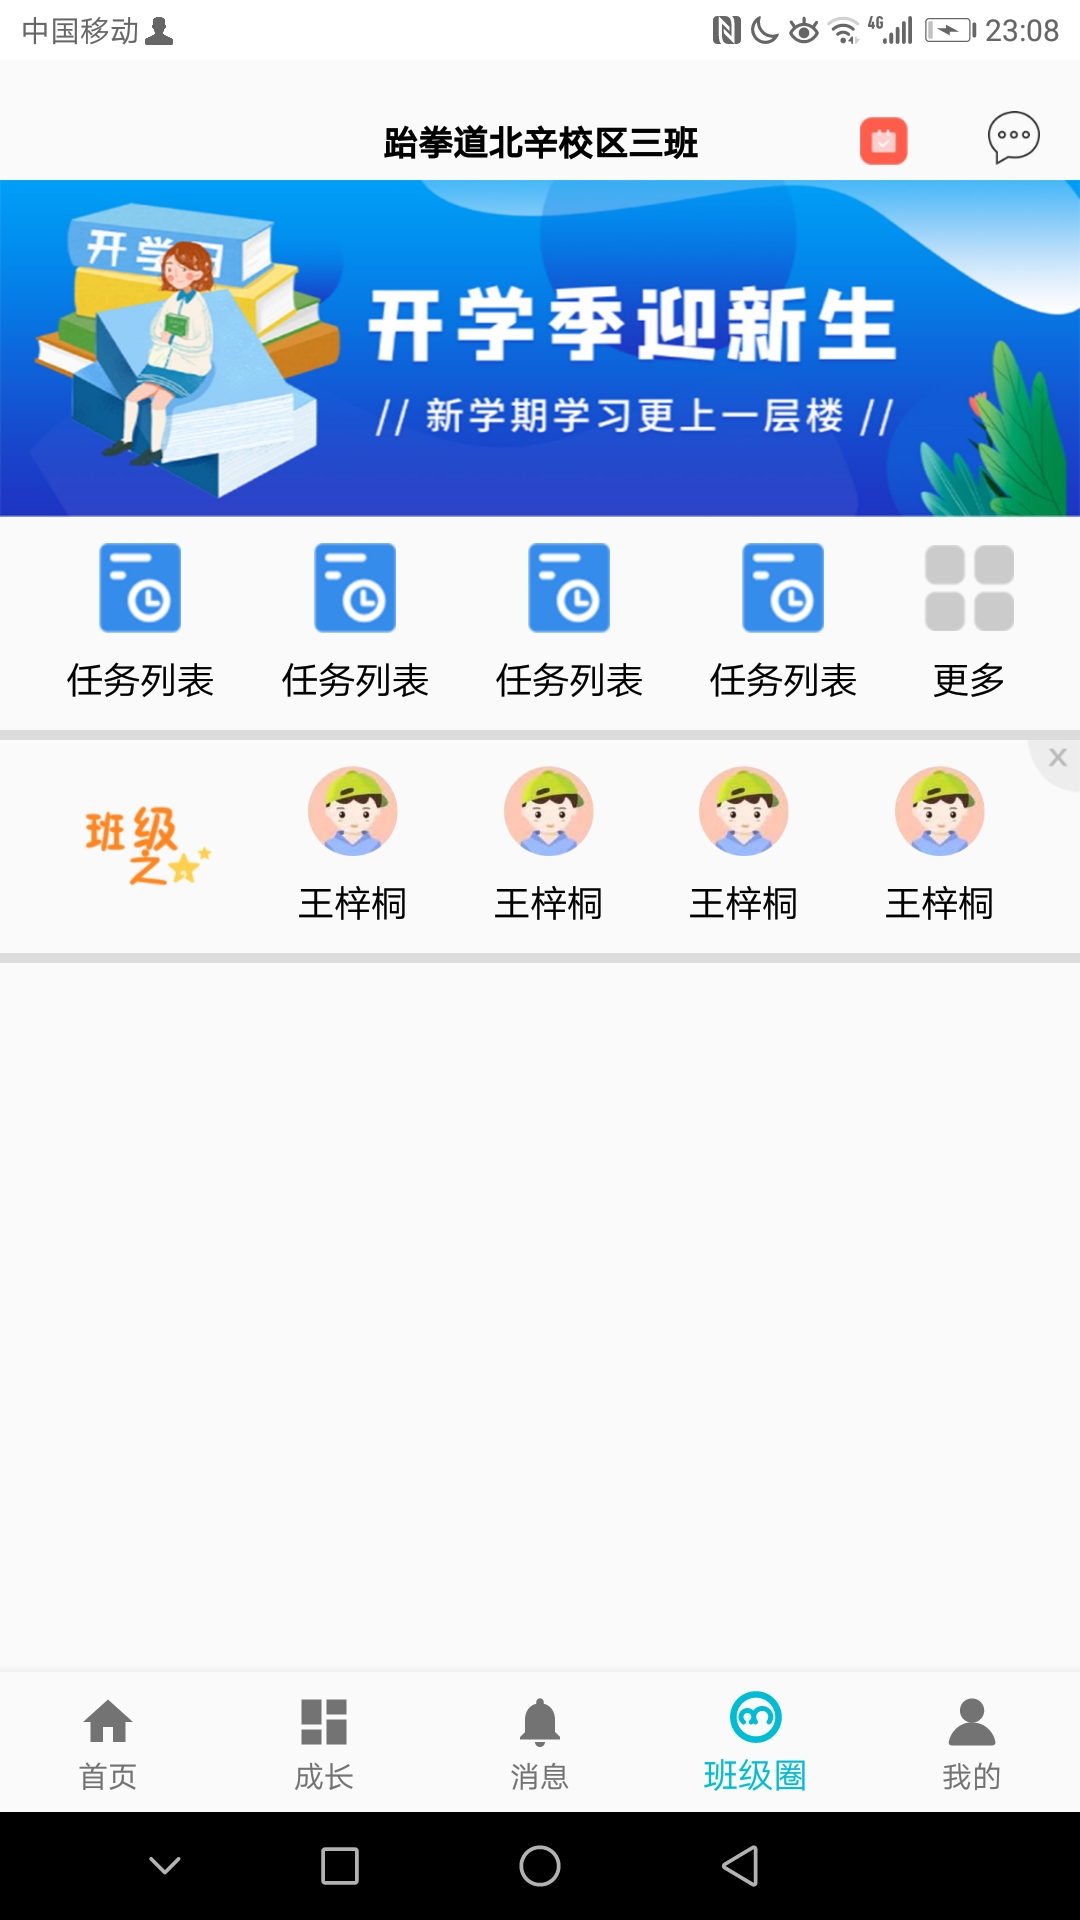 中国移动 4G 23:08
跆拳道北辛校区三班
开学
开学季迎新生
// 新学期学习更上一层楼 //
任务列表 任务列表 任务列表 任务列表 更多
班级之 王梓桐 王梓桐 王梓桐 王梓桐
首页 成长 消息 班级圈 我的